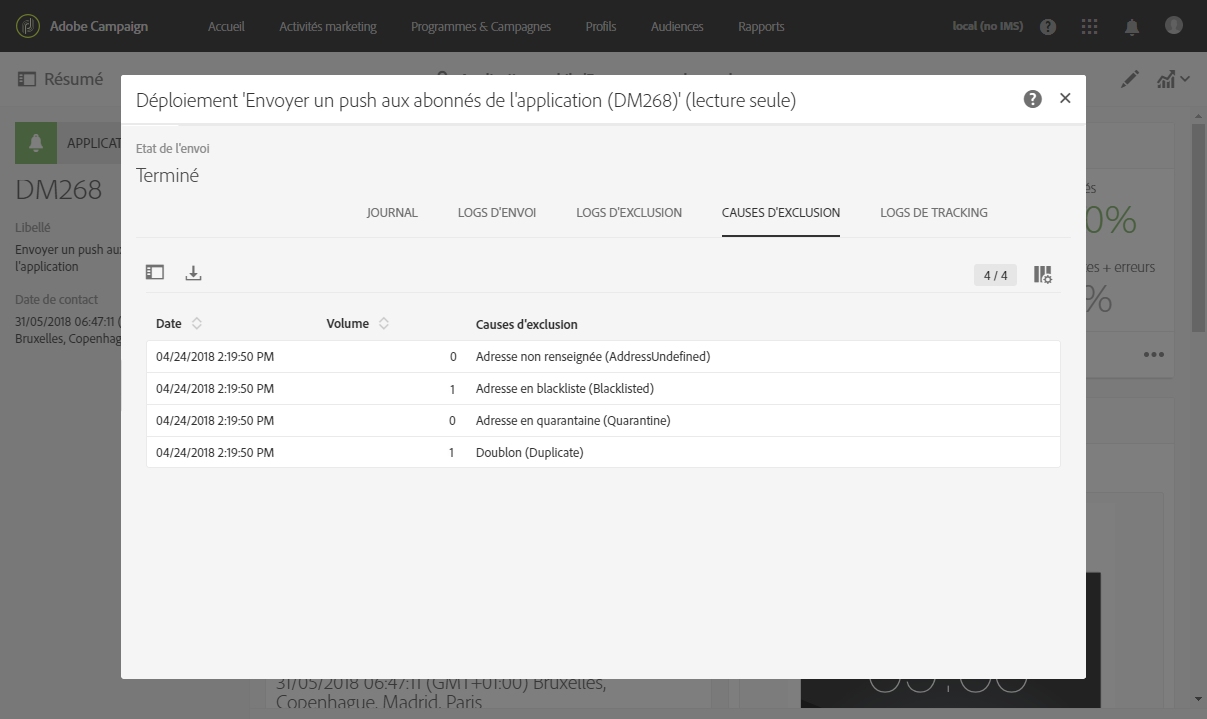 Adobe Campaign
Accueil
Activités marketing
Programmes & Campagnes
Profils
Audiences
Rapports
local (no IMS)
Résumé
Déploiement 'Envoyer un push aux abonnés de l'application (DM268)' (lecture seule)
APPLICAT
DM268
Libellé
Envoyer un push au
l'application
Date de contact
31/05/2018 06:47:11 (
Bruxelles, Copenhag
Etat de l'envoi
Terminé
JOURNAL
LOGS D'ENVOI
LOGS D'EXCLUSION
CAUSES D'EXCLUSION
LOGS DE TRACKING
4 / 4
Date
Volume
Causes d'exclusion
04/24/2018 2:19:50 PM 0 Adresse non renseignée (AddressUndefined)
04/24/2018 2:19:50 PM 1 Adresse en blackliste (Blacklisted)
04/24/2018 2:19:50 PM 0 Adresse en quarantaine (Quarantine)
04/24/2018 2:19:50 PM 1 Doublon (Duplicate)
és
0%
es + erreurs
%
31/05/2018 06:47:11 (GMT+01:00) Bruxelles,
Copenhague, Madrid, Paris